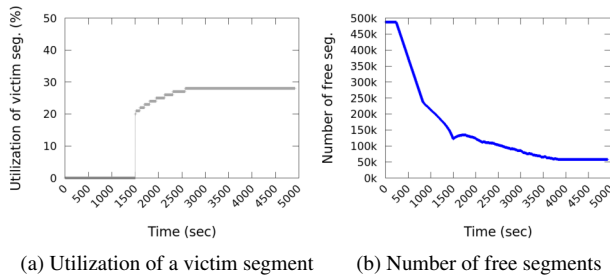 Utilization of victim seg. (%)
50
40
30
20
10
0
0 500 1000 1500 2000 2500 3000 3500 4000 4500 5000
Time (sec)
(a) Utilization of a victim segment
Number of free seg.
500k
450k
400k
350k
300k
250k
200k
150k
100k
50k
0k
0 500 1000 1500 2000 2500 3000 3500 4000 4500 5000
Time (sec)
(b) Number of free segments